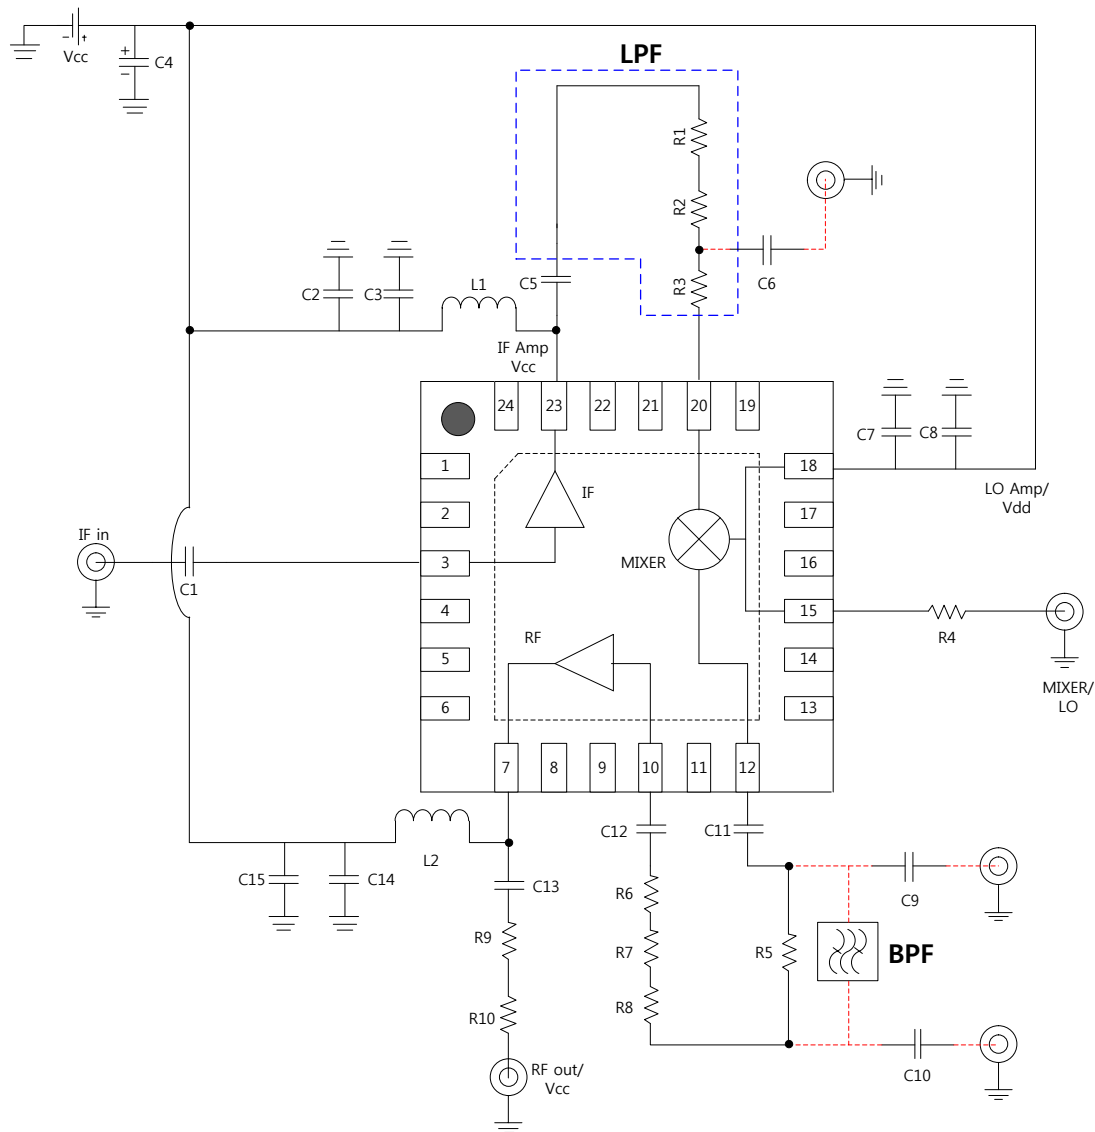 LPF
Vcc
C4
R1
R2
R3
C6
C2
C3
L1
C5
IF Amp
Vcc
24
23
22
21
20
19
C7
C8
LO Amp/
Vdd
1
2
3
4
5
6
18
17
16
15
14
13
IF
MIXER
RF
IF in
C1
R4
MIXER/
LO
7
8
9
10
11
12
L2
C15
C14
C13
R9
R10
RF out/
Vcc
C12
C11
R6
R7
R8
R5
BPF
C9
C10